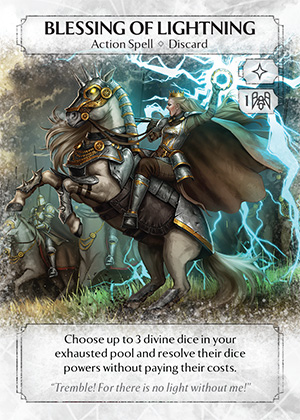 BLESSING OF LIGHTNING
Action Spell ⟐ Discard
1
Choose up to 3 divine dice in your
exhausted pool and resolve their dice
powers without paying their costs.
“Tremble! For there is no light without me!”